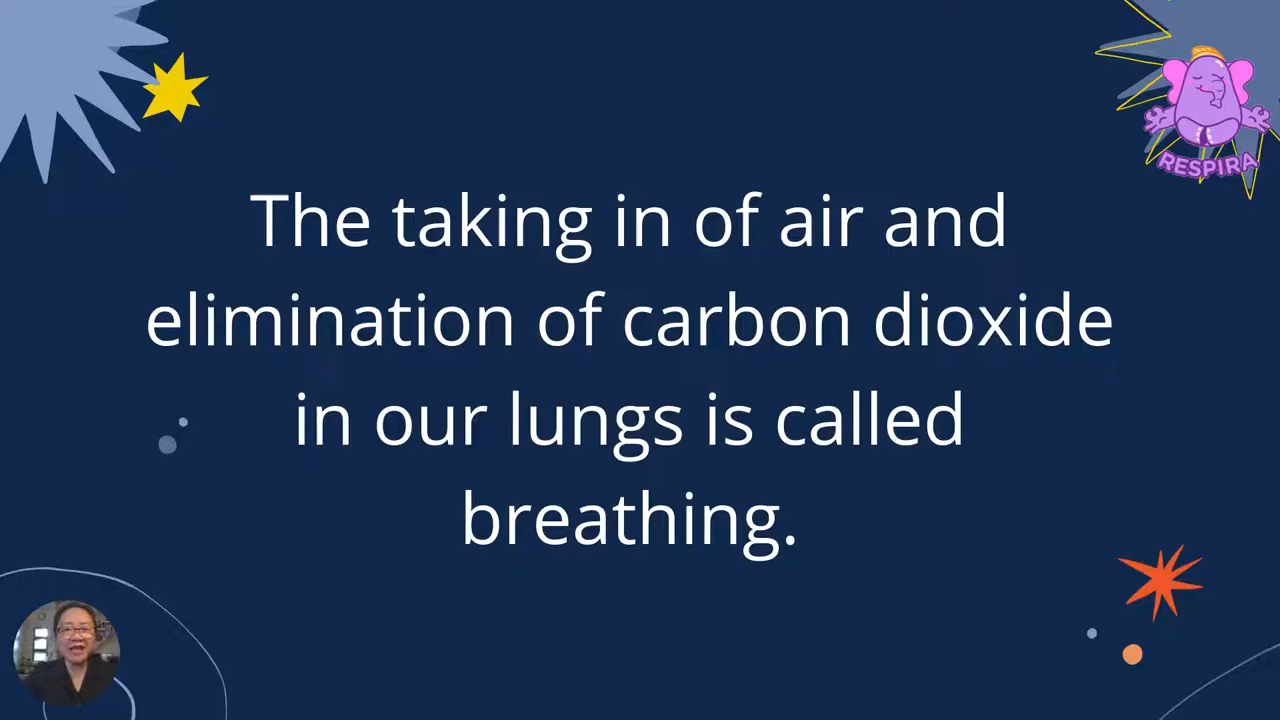 RESPIRA
The taking in of air and
elimination of carbon dioxide
in our lungs is called
breathing.